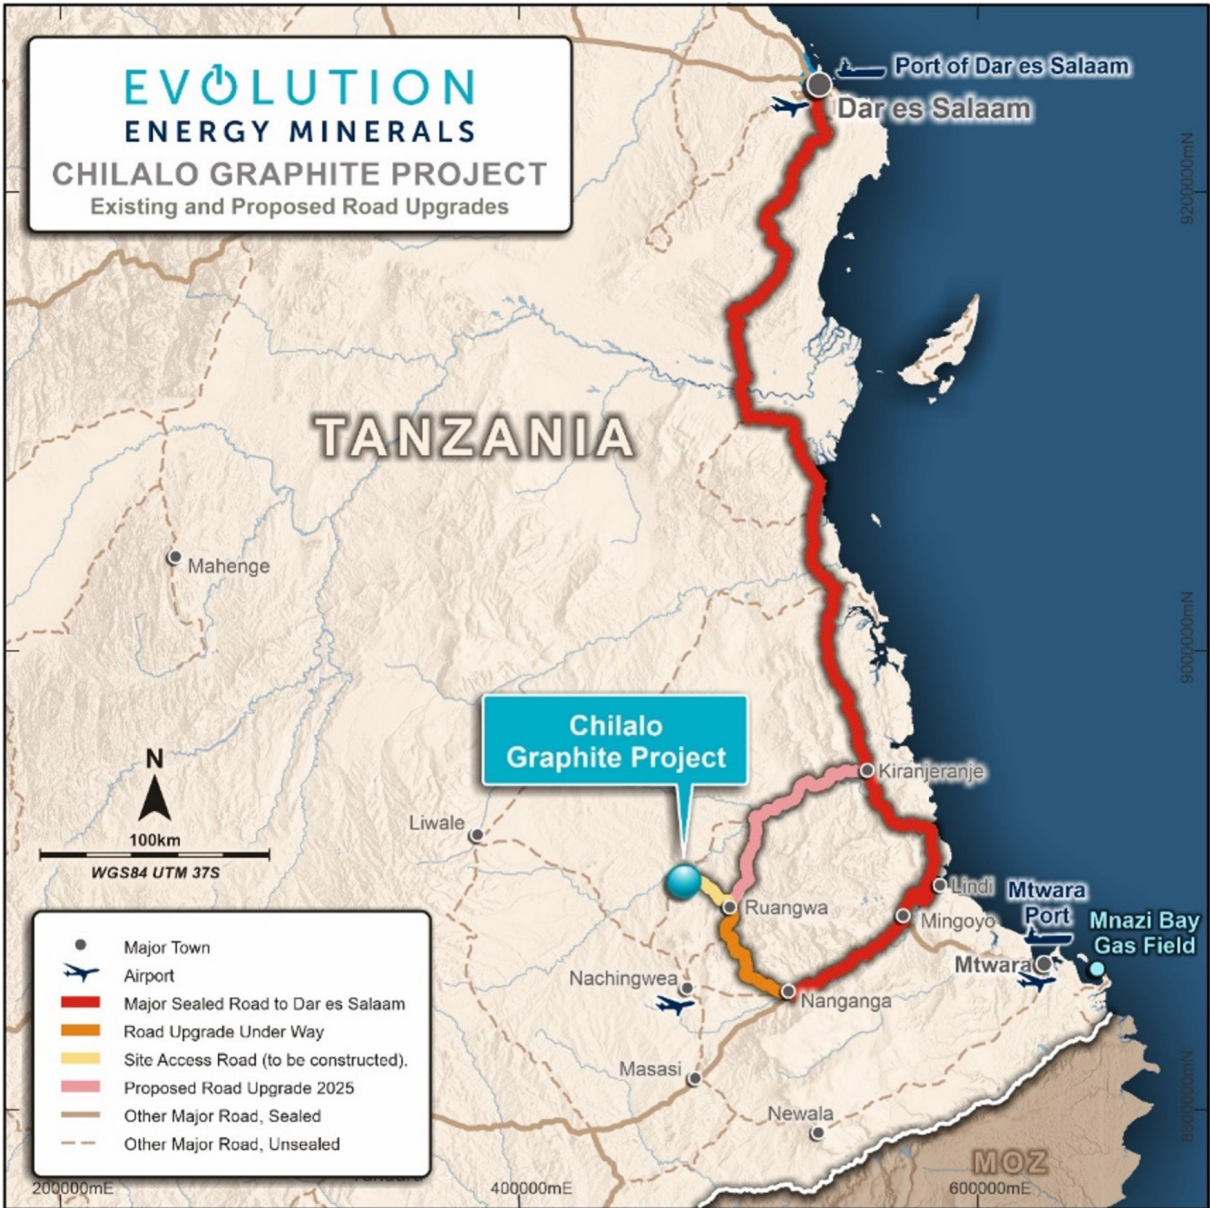 EVOLUTION
ENERGY MINERALS
CHILALO GRAPHITE PROJECT
Existing and Proposed Road Upgrades
Port of Dar es Salaam
Dar es Salaam
9200000mN
TANZANIA
Mahenge
9000000mN
Chilalo
Graphite Project
Kiranjeranje
N
100km
WGS84 UTM 37S
Liwale
Ruangwa
Lindi
Mingoyo
Mtwara
Port
Mnazi Bay
Gas Field
Mtwara
Nachingwea
Nanganga
Masasi
Newala
8800000mN
MOZ
Major Town
Airport
Major Sealed Road to Dar es Salaam
Road Upgrade Under Way
Site Access Road (to be constructed).
Proposed Road Upgrade 2025
Other Major Road, Sealed
Other Major Road, Unsealed
200000mE
400000mE
600000mE